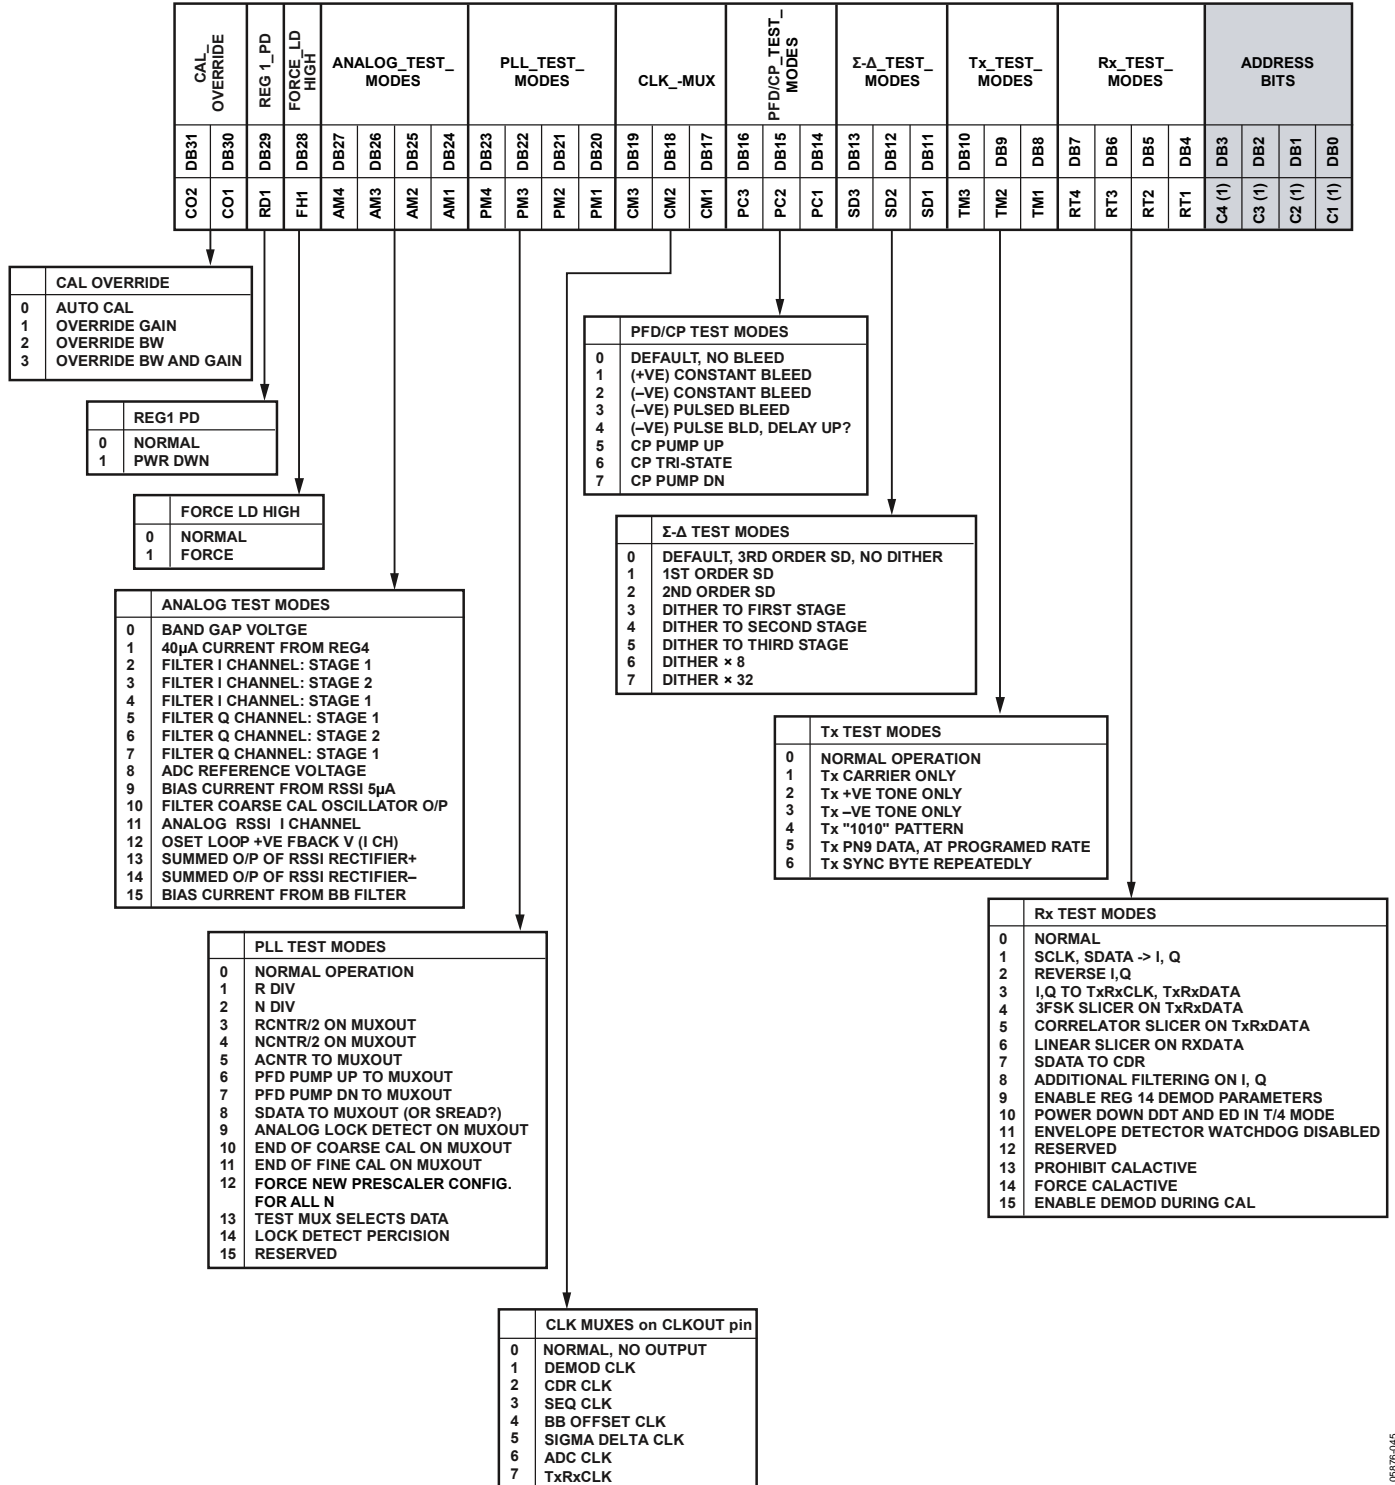 CAL_
OVERRIDE
REG 1_PD
FORCE_LD
HIGH
ANALOG_TEST_
MODES
PLL_TEST_
MODES
CLK_-MUX
PFD/CP_TEST_
MODES
Σ-Δ_TEST_
MODES
Tx_TEST_
MODES
Rx_TEST_
MODES
ADDRESS
BITS
DB31 DB30 DB29 DB28 DB27 DB26 DB25 DB24 DB23 DB22 DB21 DB20 DB19 DB18 DB17 DB16 DB15 DB14 DB13 DB12 DB11 DB10 DB9 DB8 DB7 DB6 DB5 DB4 DB3 DB2 DB1 DB0
CO2 CO1 RD1 FH1 AM4 AM3 AM2 AM1 PM4 PM3 PM2 PM1 CM3 CM2 CM1 PC3 PC2 PC1 SD3 SD2 SD1 TM3 TM2 TM1 RT4 RT3 RT2 RT1 C4 (1) C3 (1) C2 (1) C1 (1)
CAL OVERRIDE
0 AUTO CAL
1 OVERRIDE GAIN
2 OVERRIDE BW
3 OVERRIDE BW AND GAIN
REG1 PD
0 NORMAL
1 PWR DWN
FORCE LD HIGH
0 NORMAL
1 FORCE
ANALOG TEST MODES
0 BAND GAP VOLTGE
1 40µA CURRENT FROM REG4
2 FILTER I CHANNEL: STAGE 1
3 FILTER I CHANNEL: STAGE 2
4 FILTER I CHANNEL: STAGE 1
5 FILTER Q CHANNEL: STAGE 1
6 FILTER Q CHANNEL: STAGE 2
7 FILTER Q CHANNEL: STAGE 1
8 ADC REFERENCE VOLTAGE
9 BIAS CURRENT FROM RSSI 5µA
10 FILTER COARSE CAL OSCILLATOR O/P
11 ANALOG RSSI I CHANNEL
12 OSET LOOP +VE FBACK V (I CH)
13 SUMMED O/P OF RSSI RECTIFIER+
14 SUMMED O/P OF RSSI RECTIFIER–
15 BIAS CURRENT FROM BB FILTER
PLL TEST MODES
0 NORMAL OPERATION
1 R DIV
2 N DIV
3 RCNTR/2 ON MUXOUT
4 NCNTR/2 ON MUXOUT
5 ACNTR TO MUXOUT
6 PFD PUMP UP TO MUXOUT
7 PFD PUMP DN TO MUXOUT
8 SDATA TO MUXOUT (OR SREAD?)
9 ANALOG LOCK DETECT ON MUXOUT
10 END OF COARSE CAL ON MUXOUT
11 END OF FINE CAL ON MUXOUT
12 FORCE NEW PRESCALER CONFIG.
FOR ALL N
13 TEST MUX SELECTS DATA
14 LOCK DETECT PERCISION
15 RESERVED
CLK MUXES on CLKOUT pin
0 NORMAL, NO OUTPUT
1 DEMOD CLK
2 CDR CLK
3 SEQ CLK
4 BB OFFSET CLK
5 SIGMA DELTA CLK
6 ADC CLK
7 TxRxCLK
PFD/CP TEST MODES
0 DEFAULT, NO BLEED
1 (+VE) CONSTANT BLEED
2 (–VE) CONSTANT BLEED
3 (–VE) PULSED BLEED
4 (–VE) PULSE BLD, DELAY UP?
5 CP PUMP UP
6 CP TRI-STATE
7 CP PUMP DN
Σ-Δ TEST MODES
0 DEFAULT, 3RD ORDER SD, NO DITHER
1 1ST ORDER SD
2 2ND ORDER SD
3 DITHER TO FIRST STAGE
4 DITHER TO SECOND STAGE
5 DITHER TO THIRD STAGE
6 DITHER × 8
7 DITHER × 32
Tx TEST MODES
0 NORMAL OPERATION
1 Tx CARRIER ONLY
2 Tx +VE TONE ONLY
3 Tx –VE TONE ONLY
4 Tx "1010" PATTERN
5 Tx PN9 DATA, AT PROGRAMED RATE
6 Tx SYNC BYTE REPEATEDLY
Rx TEST MODES
0 NORMAL
1 SCLK, SDATA -> I, Q
2 REVERSE I,Q
3 I,Q TO TxRxCLK, TxRxDATA
4 3FSK SLICER ON TxRxDATA
5 CORRELATOR SLICER ON TxRxDATA
6 LINEAR SLICER ON RXDATA
7 SDATA TO CDR
8 ADDITIONAL FILTERING ON I, Q
9 ENABLE REG 14 DEMOD PARAMETERS
10 POWER DOWN DDT AND ED IN T/4 MODE
11 ENVELOPE DETECTOR WATCHDOG DISABLED
12 RESERVED
13 PROHIBIT CALACTIVE
14 FORCE CALACTIVE
15 ENABLE DEMOD DURING CAL
05876-045